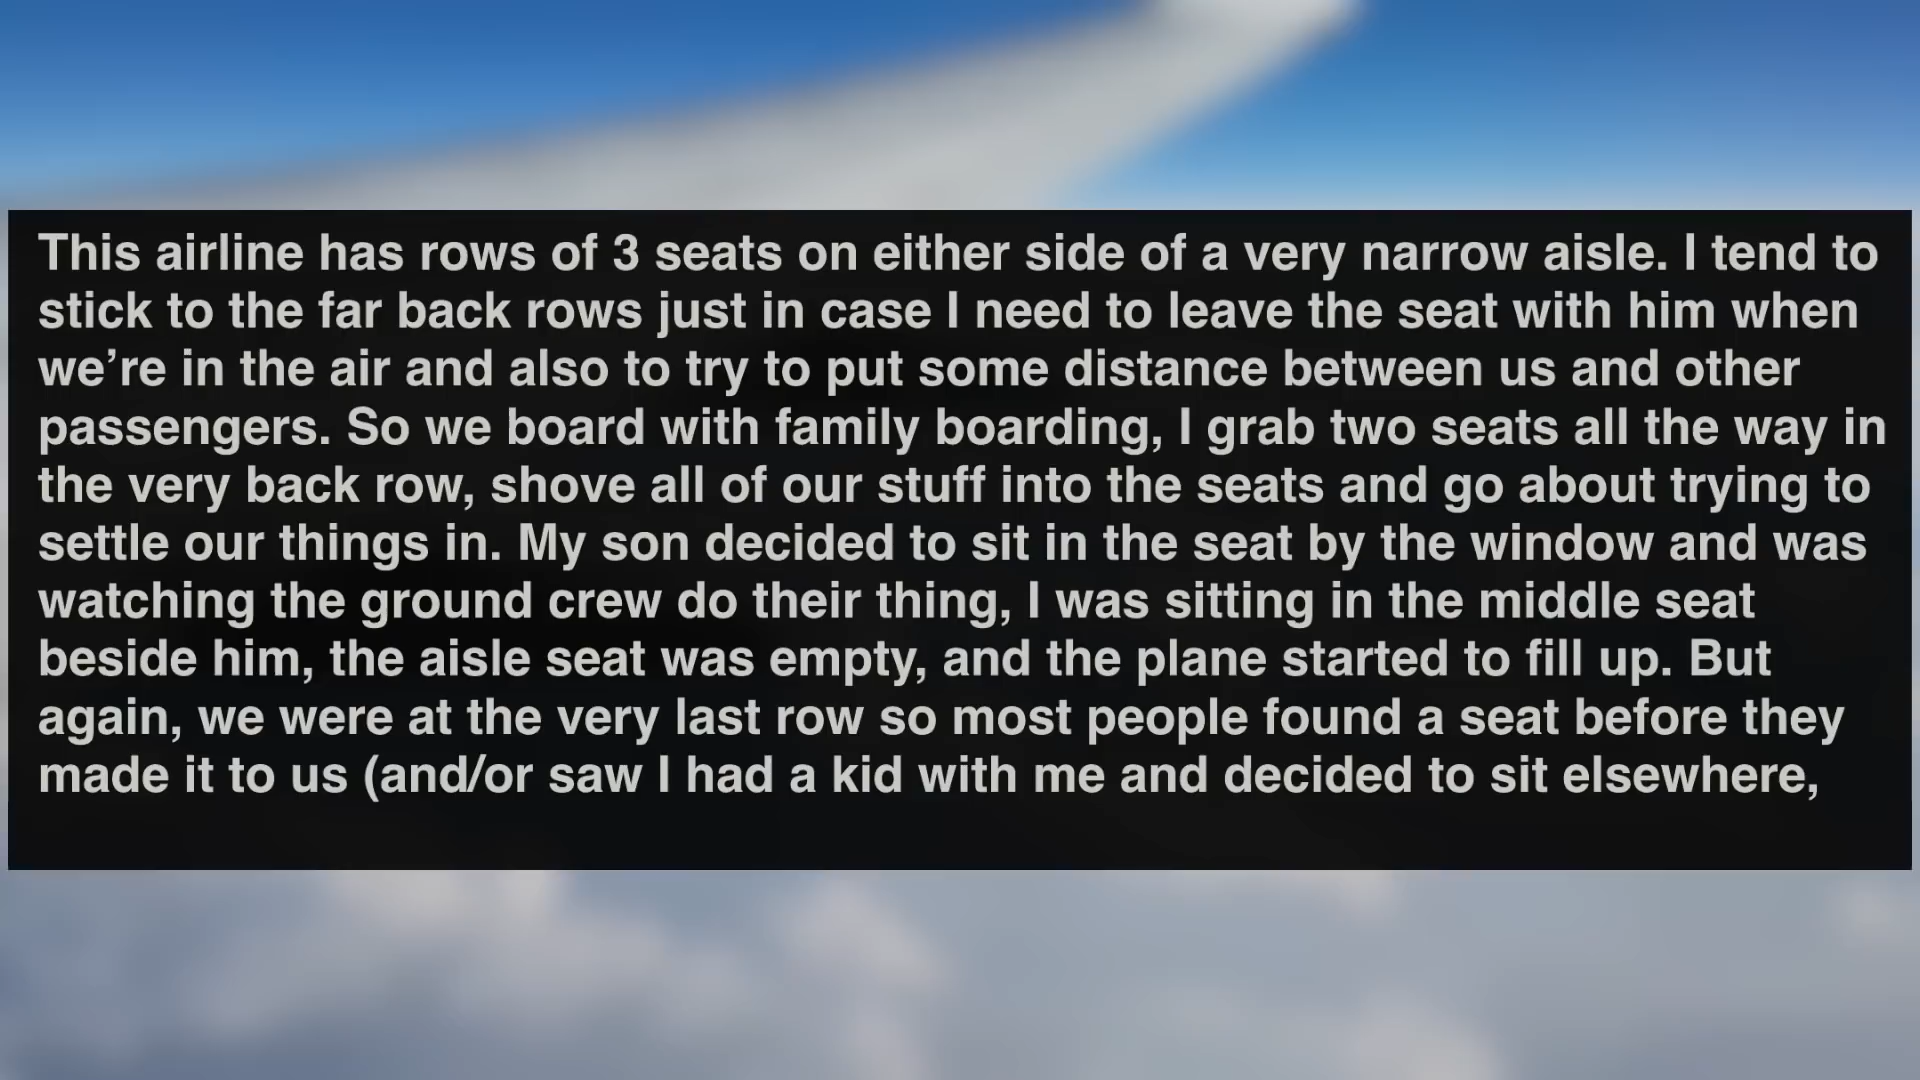 This airline has rows of 3 seats on either side of a very narrow aisle. I tend to
stick to the far back rows just in case I need to leave the seat with him when
we’re in the air and also to try to put some distance between us and other
passengers. So we board with family boarding, I grab two seats all the way in
the very back row, shove all of our stuff into the seats and go about trying to
settle our things in. My son decided to sit in the seat by the window and was
watching the ground crew do their thing, I was sitting in the middle seat
beside him, the aisle seat was empty, and the plane started to fill up. But
again, we were at the very last row so most people found a seat before they
made it to us (and/or saw I had a kid with me and decided to sit elsewhere,